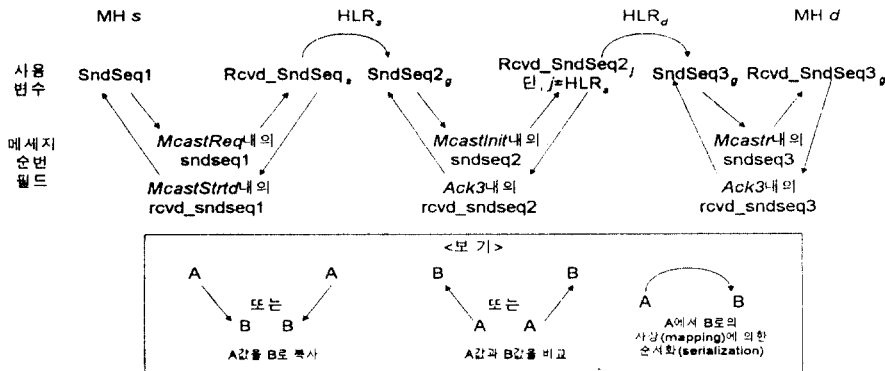 MH s HLRs HLRd MH d
사용 변수
SndSeq1 Rcvd_SndSeqs SndSeq2g Rcvd_SndSeq2j 단, j=HLRs SndSeq3g Rcvd_SndSeq3g
메세지 순번 필드
McastReq내의 sndseq1
McastInit내의 sndseq2
Mcastr내의 sndseq3
McastStrtd내의 rcvd_sndseq1
Ack3내의 rcvd_sndseq2
Ack3내의 rcvd_sndseq3
<보 기>
A A B B
또는 또는
B B A A A B
A값을 B로 복사
A값과 B값을 비교
A에서 B로의
사상(mapping)에 의한
순서화(serialization)